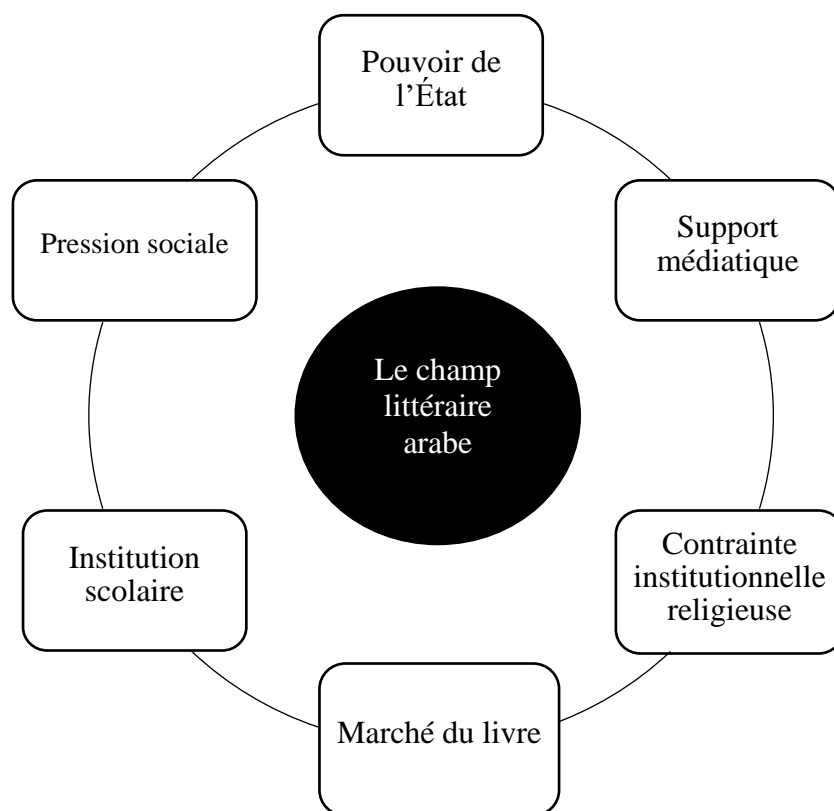 Pouvoir de
l’État
Pression sociale
Support
médiatique
Le champ
littéraire
arabe
Institution
scolaire
Contrainte
institutionnelle
religieuse
Marché du livre